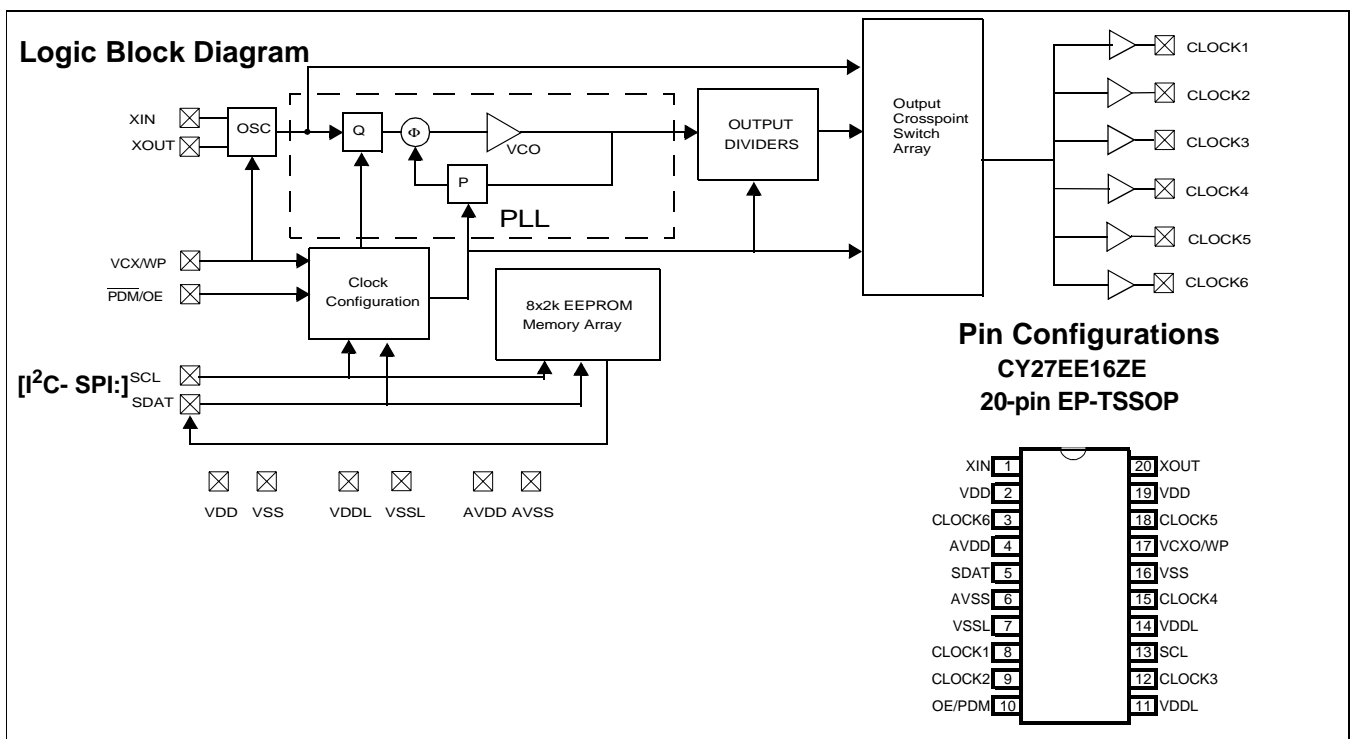 Logic Block Diagram
XIN
XOUT
OSC
Q
Φ
VCO
P
PLL
OUTPUT
DIVIDERS
Output
Crosspoint
Switch
Array
CLOCK1
CLOCK2
CLOCK3
CLOCK4
CLOCK5
CLOCK6
VCX/WP
PDM/OE
Clock
Configuration
8x2k EEPROM
Memory Array
[I²C- SPI:]
SCL
SDAT
VDD VSS VDDL VSSL AVDD AVSS
Pin Configurations
CY27EE16ZE
20-pin EP-TSSOP
XIN 1 20 XOUT
VDD 2 19 VDD
CLOCK6 3 18 CLOCK5
AVDD 4 17 VCXO/WP
SDAT 5 16 VSS
AVSS 6 15 CLOCK4
VSSL 7 14 VDDL
CLOCK1 8 13 SCL
CLOCK2 9 12 CLOCK3
OE/PDM 10 11 VDDL